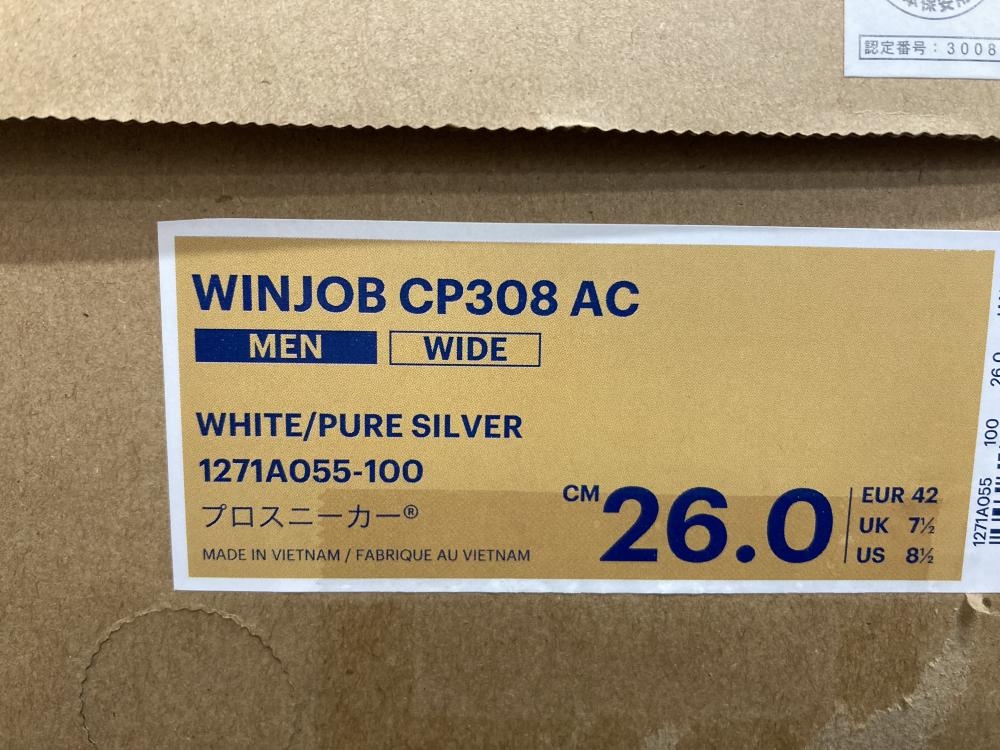 認定番号：3008
WINJOB CP308 AC
MEN WIDE
WHITE/PURE SILVER
1271A055-100
プロスニーカー®
MADE IN VIETNAM / FABRIQUE AU VIETNAM
CM 26.0
EUR 42
UK 7½
US 8½
1271A055 100 26.0